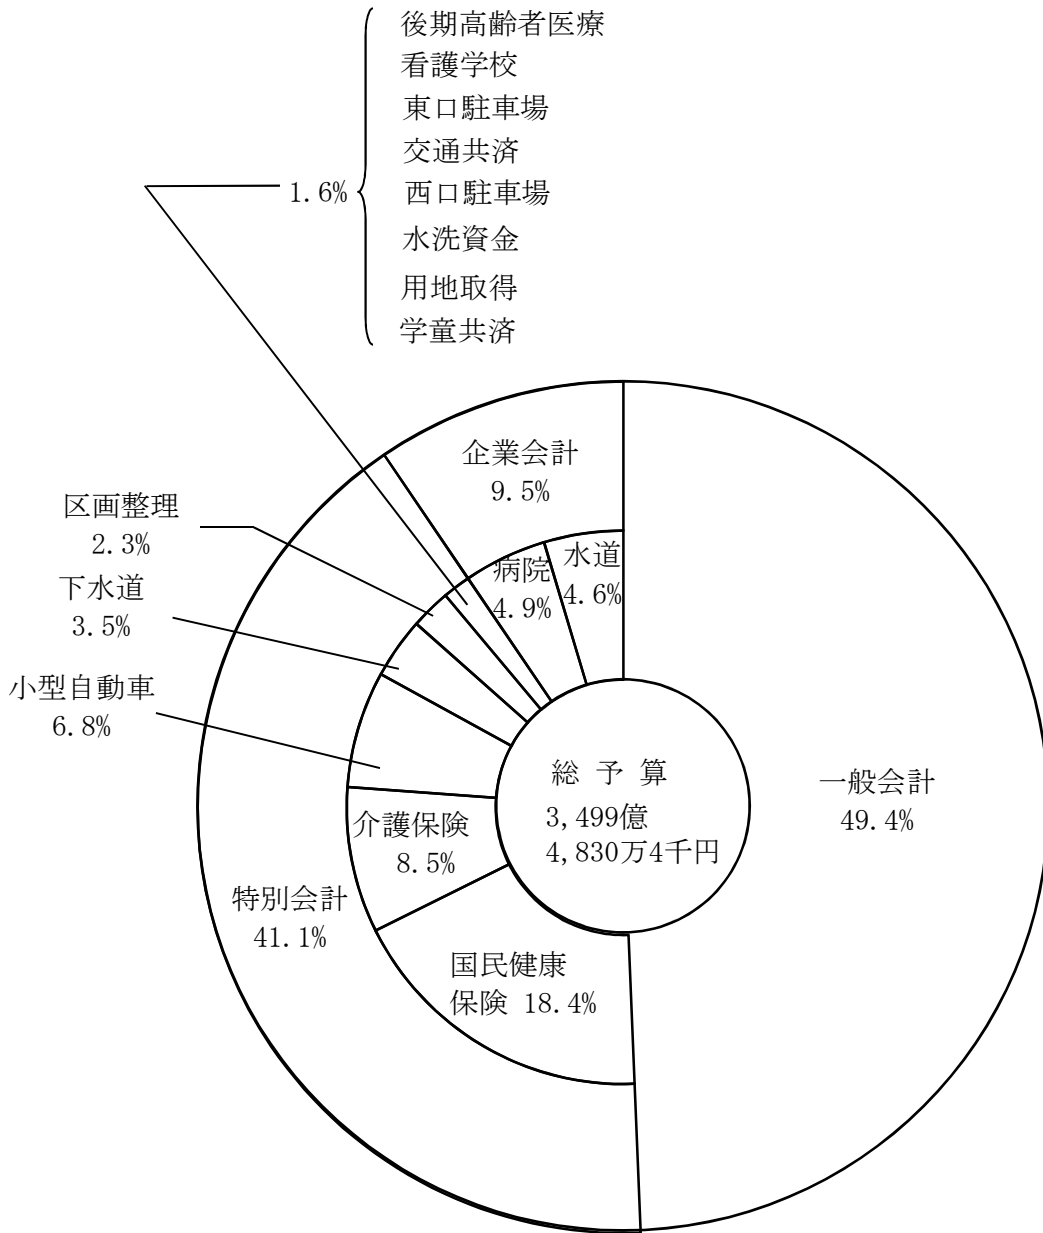 後期高齢者医療
看護学校
東口駐車場
交通共済
1.6%
西口駐車場
水洗資金
用地取得
学童共済
企業会計
9.5%
区画整理
2.3%
病院
4.9%
水道
4.6%
下水道
3.5%
小型自動車
6.8%
総予算
3,499億
4,830万4千円
一般会計
49.4%
介護保険
8.5%
特別会計
41.1%
国民健康
保険 18.4%